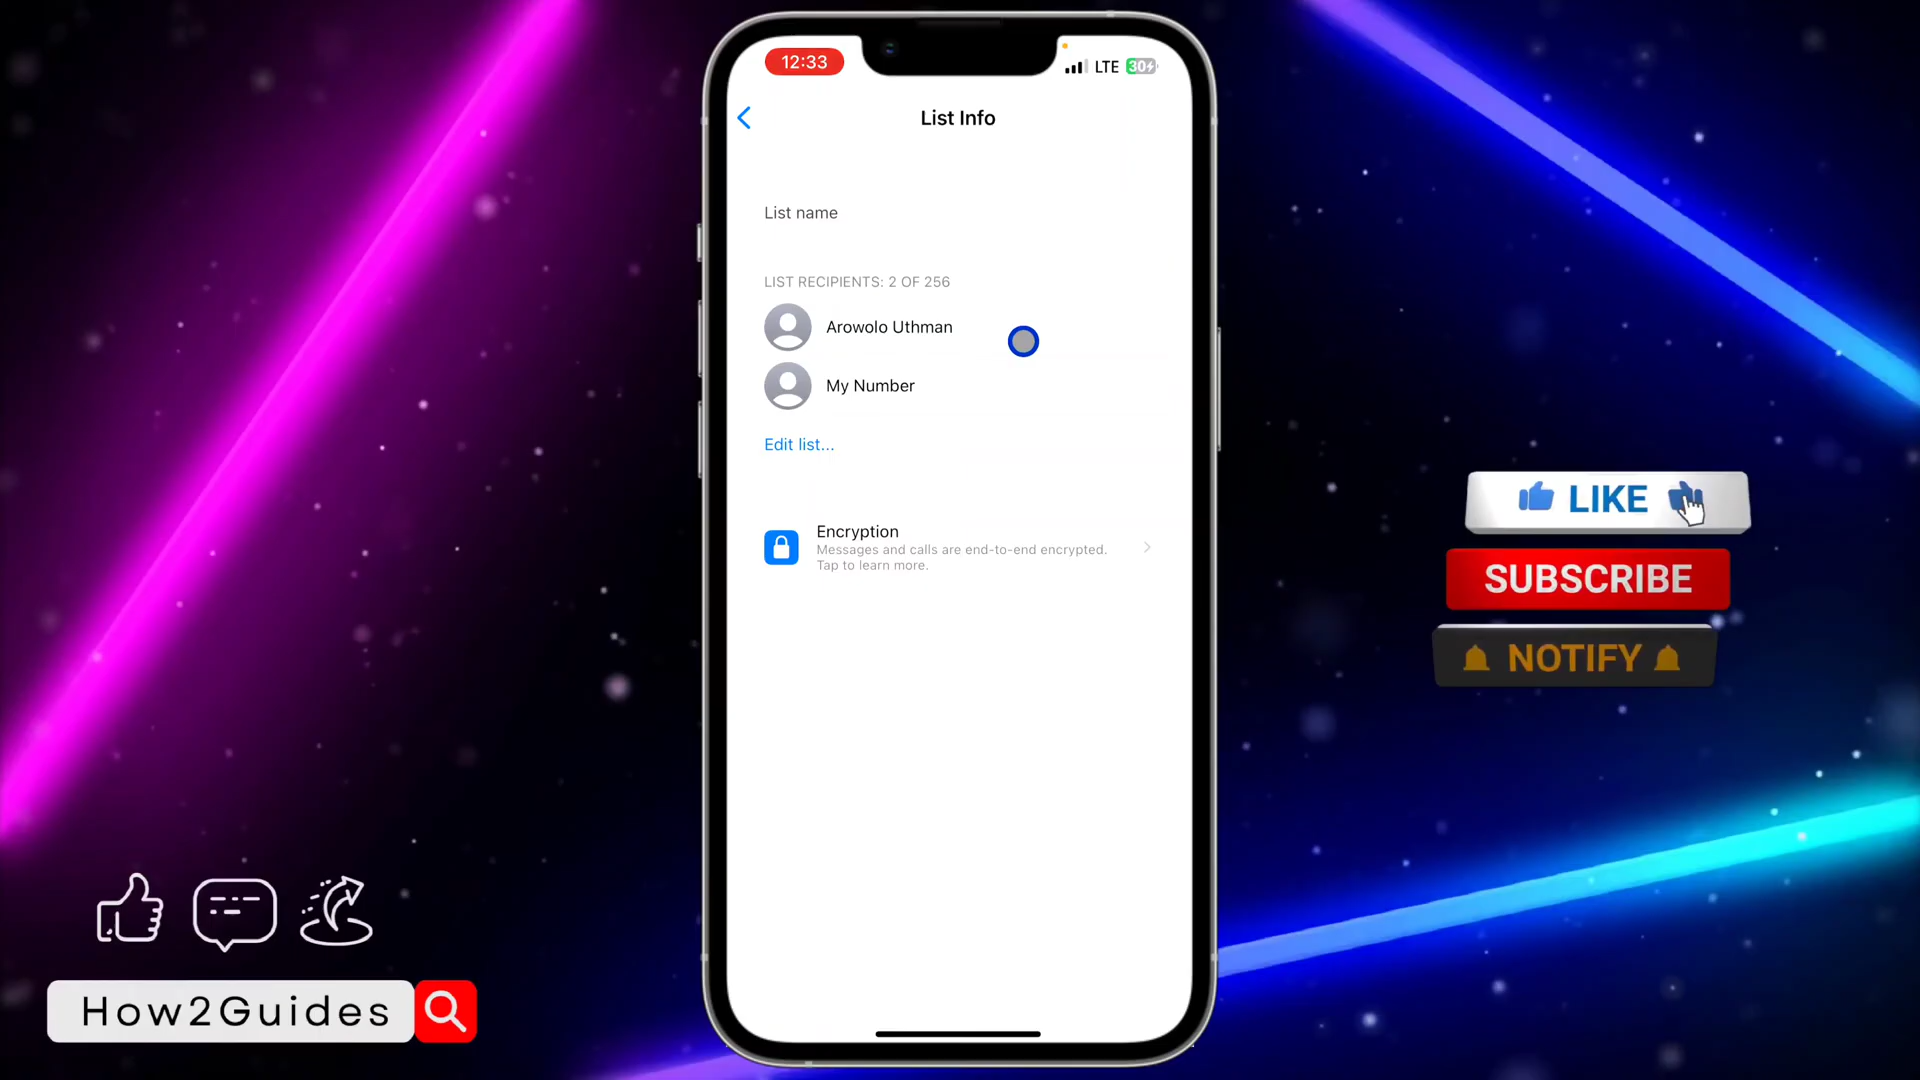 12:33
LTE 30
List Info
List name
LIST RECIPIENTS: 2 OF 256
Arowolo Uthman
My Number
Edit list...
Encryption
Messages and calls are end-to-end encrypted.
Tap to learn more.
LIKE
SUBSCRIBE
NOTIFY
How2Guides